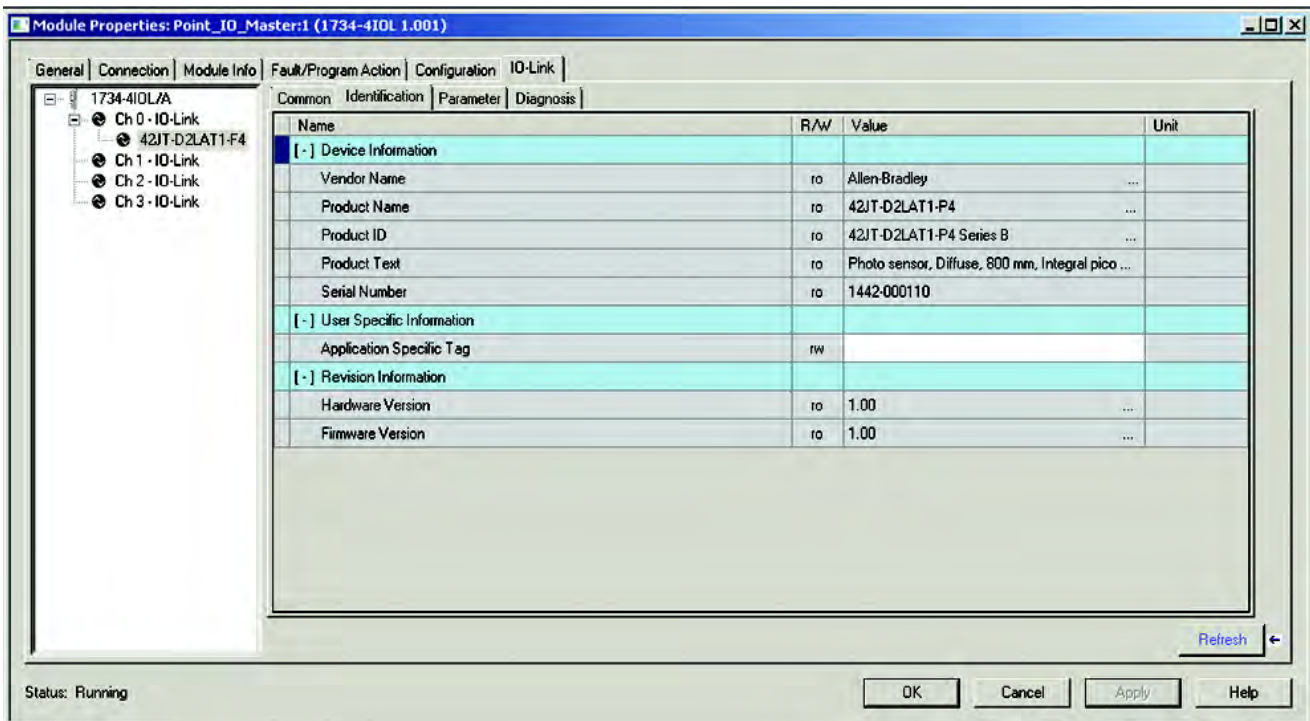 Module Properties: Point_IO_Master:1 (1734-4IOL 1.001)
General Connection Module Info Fault/Program Action Configuration IO-Link
1734-4IOL/A
Ch 0 - IO-Link
42JT-D2LAT1-F4
Ch 1 - IO-Link
Ch 2 - IO-Link
Ch 3 - IO-Link
Common Identification Parameter Diagnosis
Name R/W Value Unit
[-] Device Information
Vendor Name ro Allen-Bradley ...
Product Name ro 42JT-D2LAT1-P4 ...
Product ID ro 42JT-D2LAT1-P4 Series B ...
Product Text ro Photo sensor, Diffuse, 800 mm, Integral pico ...
Serial Number ro 1442-000110
[-] User Specific Information
Application Specific Tag rw
[-] Revision Information
Hardware Version ro 1.00 ...
Firmware Version ro 1.00 ...
Refresh
Status: Running OK Cancel Apply Help